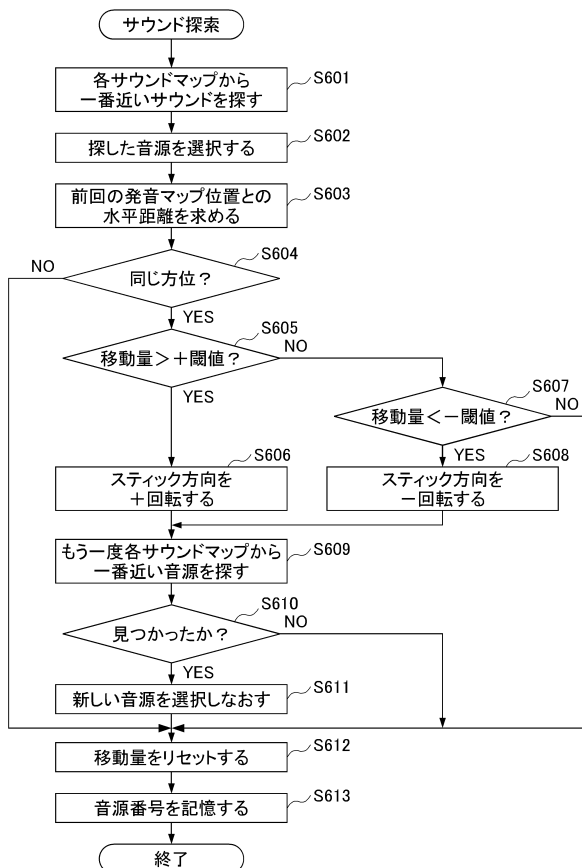 サウンド探索
各サウンドマップから
一番近いサウンドを探す
S601
探した音源を選択する
S602
前回の発音マップ位置との
水平距離を求める
S603
同じ方位？
S604
NO
YES
移動量＞＋閾値？
S605
NO
YES
移動量＜－閾値？
S607
NO
YES
スティック方向を
＋回転する
S606
スティック方向を
－回転する
S608
もう一度各サウンドマップから
一番近い音源を探す
S609
見つかったか？
S610
NO
YES
新しい音源を選択しなおす
S611
移動量をリセットする
S612
音源番号を記憶する
S613
終了